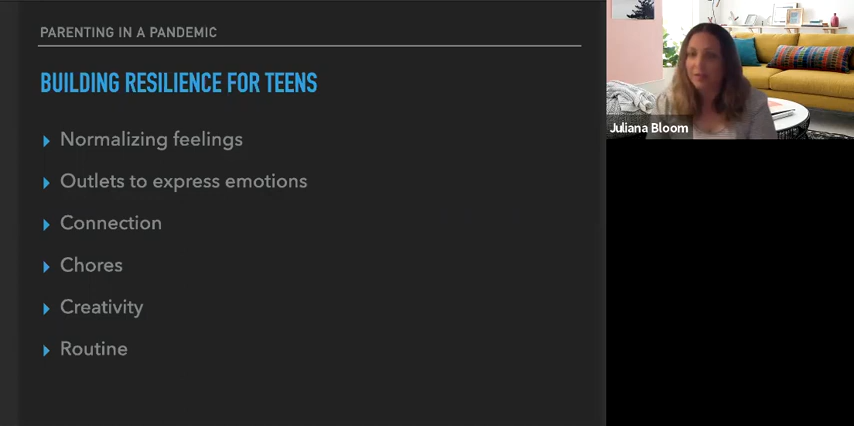 PARENTING IN A PANDEMIC
BUILDING RESILIENCE FOR TEENS
Normalizing feelings
Outlets to express emotions
Connection
Chores
Creativity
Routine
Juliana Bloom